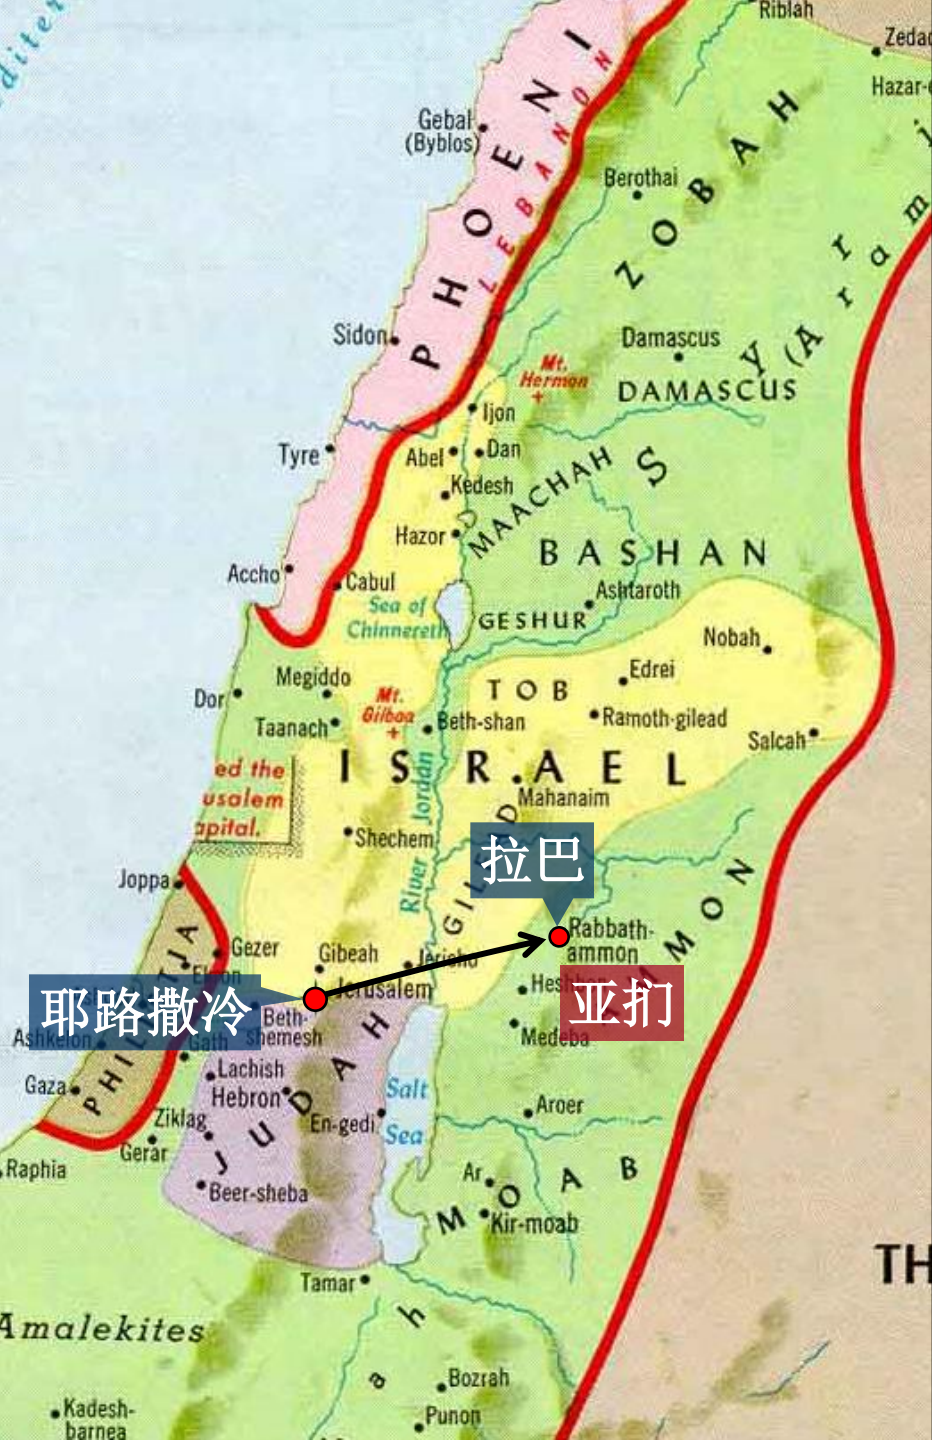 diter
Riblah
Zedad
Hazar-e
PHOENI
LEBANON
Gebal
(Byblos)
ZOBAH
Berothai
Sidon
Damascus
DAMASCUS
Y
r
r
(Aram
i
Mt.
Hermon
Ijon
Tyre
Abel
Dan
Kedesh
MAACHAH
S
Hazor
BASHAN
Accho
Cabul
Ashtaroth
Sea of
Chinnereth
GESHUR
Nobah
Megiddo
Edrei
TOB
Dor
Mt.
Gilboa
Taanach
Beth-shan
Ramoth-gilead
Salcah
ed the
usalem
apital.
ISRAEL
Mahanaim
River Jordan
Shechem
拉巴
GILEAD
Joppa
AMMON
Rabbath-
ammon
Gezer
Gibeah
Jericho
Ekron
Heshbon
Jerusalem
耶路撒冷
亚扪
Beth-
shemesh
Medeba
Ashkelon
Gath
PHILISTIA
Lachish
Hebron
JUDAH
Gaza
Salt
Sea
En-gedi
Aroer
Ziklag
Gerar
Raphia
Beer-sheba
Ar
MOAB
Kir-moab
Tamar
TH
Amalekites
h
a
Bozrah
Punon
Kadesh-
barnea